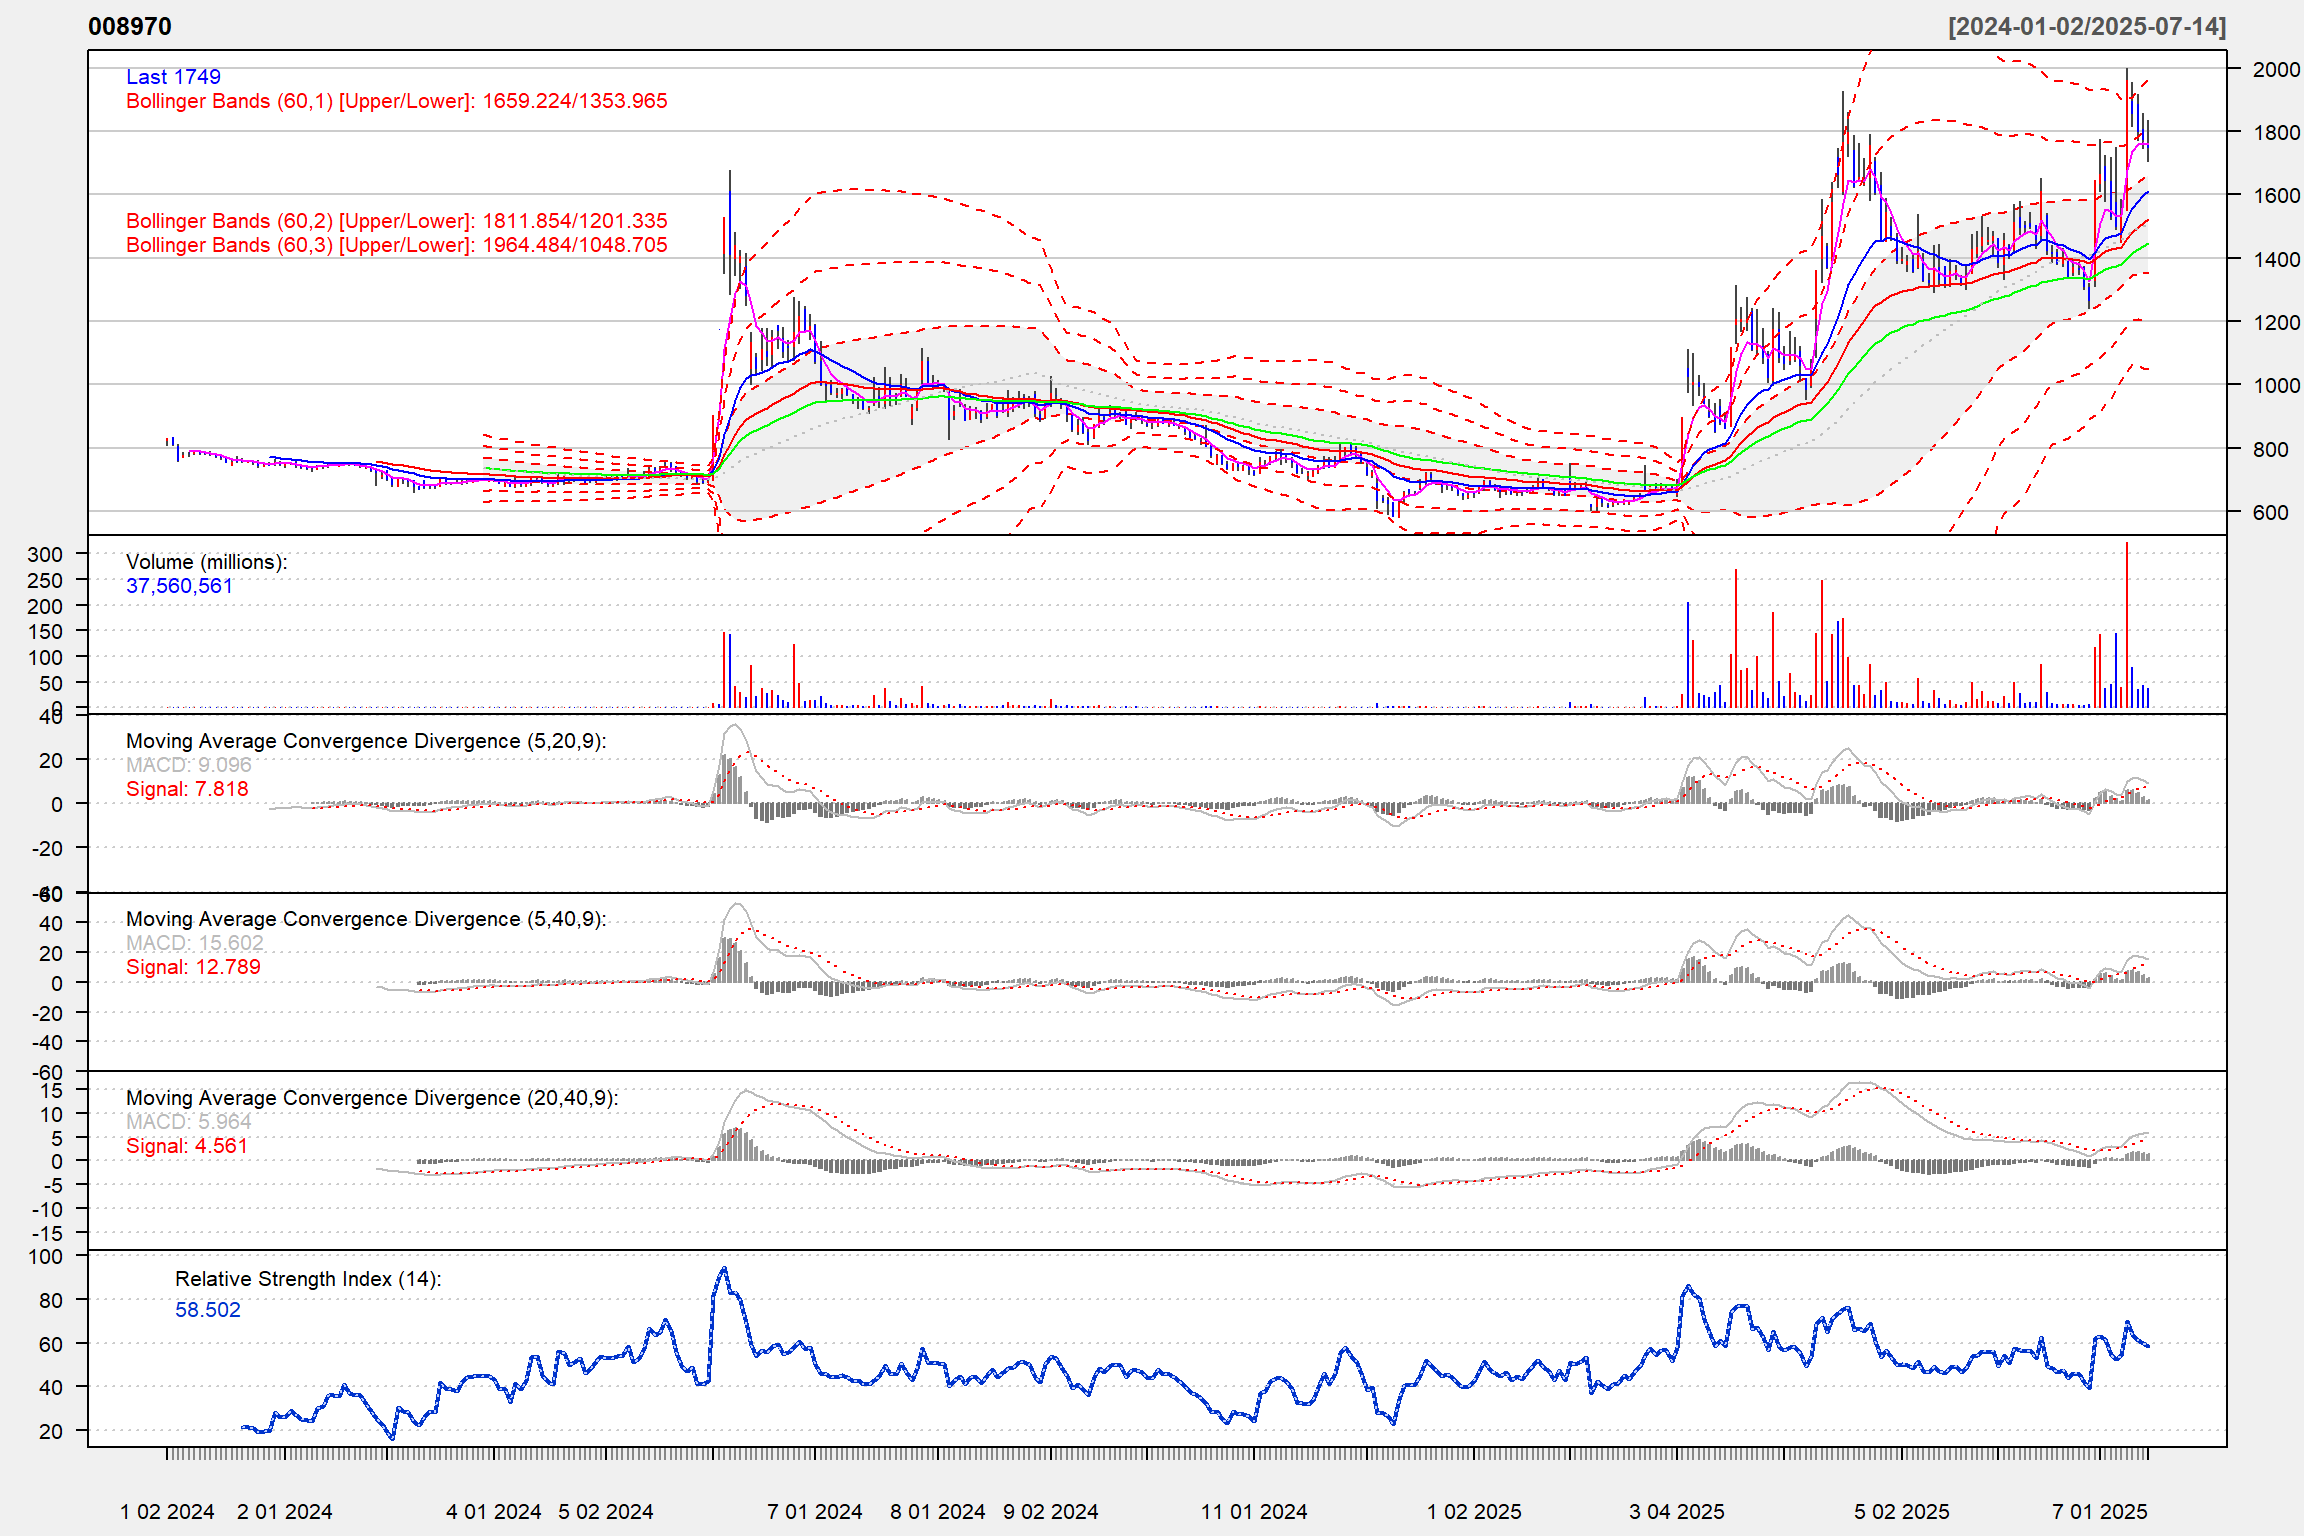 008970
[2024-01-02/2025-07-14]
Last 1749
Bollinger Bands (60,1) [Upper/Lower]: 1659.224/1353.965
Bollinger Bands (60,2) [Upper/Lower]: 1811.854/1201.335
Bollinger Bands (60,3) [Upper/Lower]: 1964.484/1048.705
2000
1800
1600
1400
1200
1000
800
600
Volume (millions):
37,560,561
300
250
200
150
100
50
0
Moving Average Convergence Divergence (5,20,9):
MACD: 9.096
Signal: 7.818
40
20
0
-20
-40
Moving Average Convergence Divergence (5,40,9):
MACD: 15.602
Signal: 12.789
60
40
20
0
-20
-40
-60
Moving Average Convergence Divergence (20,40,9):
MACD: 5.964
Signal: 4.561
15
10
5
0
-5
-10
-15
Relative Strength Index (14):
58.502
100
80
60
40
20
1 02 2024 2 01 2024 4 01 2024 5 02 2024 7 01 2024 8 01 2024 9 02 2024 11 01 2024 1 02 2025 3 04 2025 5 02 2025 7 01 2025